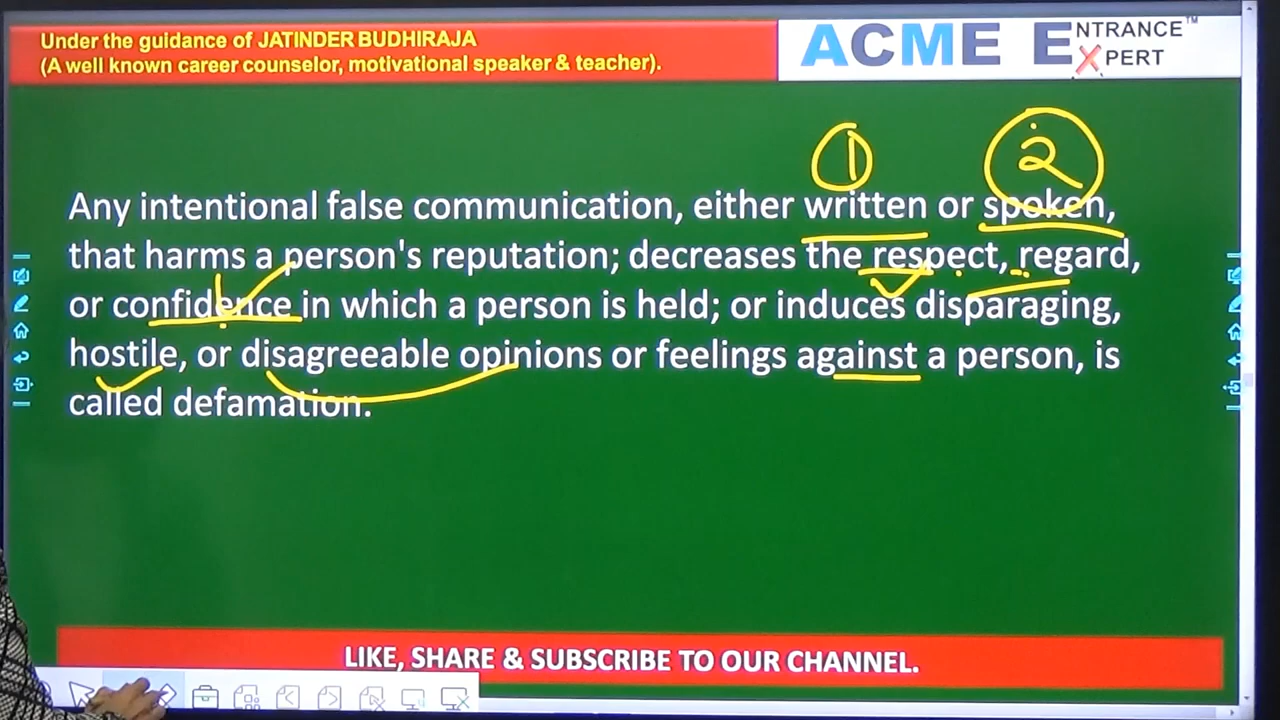 Under the guidance of JATINDER BUDHIRAJA
(A well known career counselor, motivational speaker & teacher).
ACME ENTRANCE EXPERT™
1 2
Any intentional false communication, either written or spoken,
that harms a person's reputation; decreases the respect, regard,
or confidence in which a person is held; or induces disparaging,
hostile, or disagreeable opinions or feelings against a person, is
called defamation.
LIKE, SHARE & SUBSCRIBE TO OUR CHANNEL.